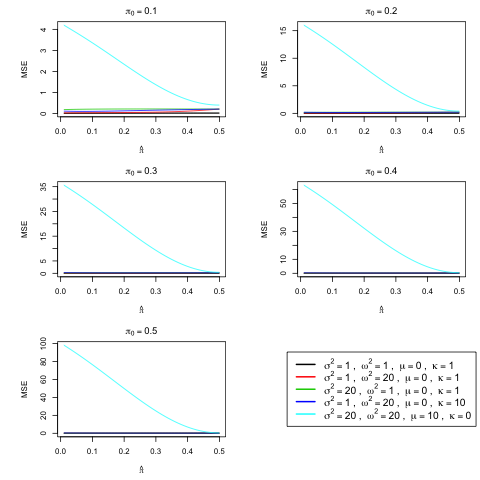 π0 = 0.1
MSE
0 1 2 3 4
0.0 0.1 0.2 0.3 0.4 0.5
π̂
π0 = 0.2
MSE
0 5 10 15
0.0 0.1 0.2 0.3 0.4 0.5
π̂
π0 = 0.3
MSE
0 5 15 25 35
0.0 0.1 0.2 0.3 0.4 0.5
π̂
π0 = 0.4
MSE
0 10 30 50
0.0 0.1 0.2 0.3 0.4 0.5
π̂
π0 = 0.5
MSE
0 20 40 60 80 100
0.0 0.1 0.2 0.3 0.4 0.5
π̂
σ² = 1 , ω² = 1 , μ = 0 , κ = 1
σ² = 1 , ω² = 20 , μ = 0 , κ = 1
σ² = 20 , ω² = 1 , μ = 0 , κ = 1
σ² = 1 , ω² = 20 , μ = 0 , κ = 10
σ² = 20 , ω² = 20 , μ = 10 , κ = 0